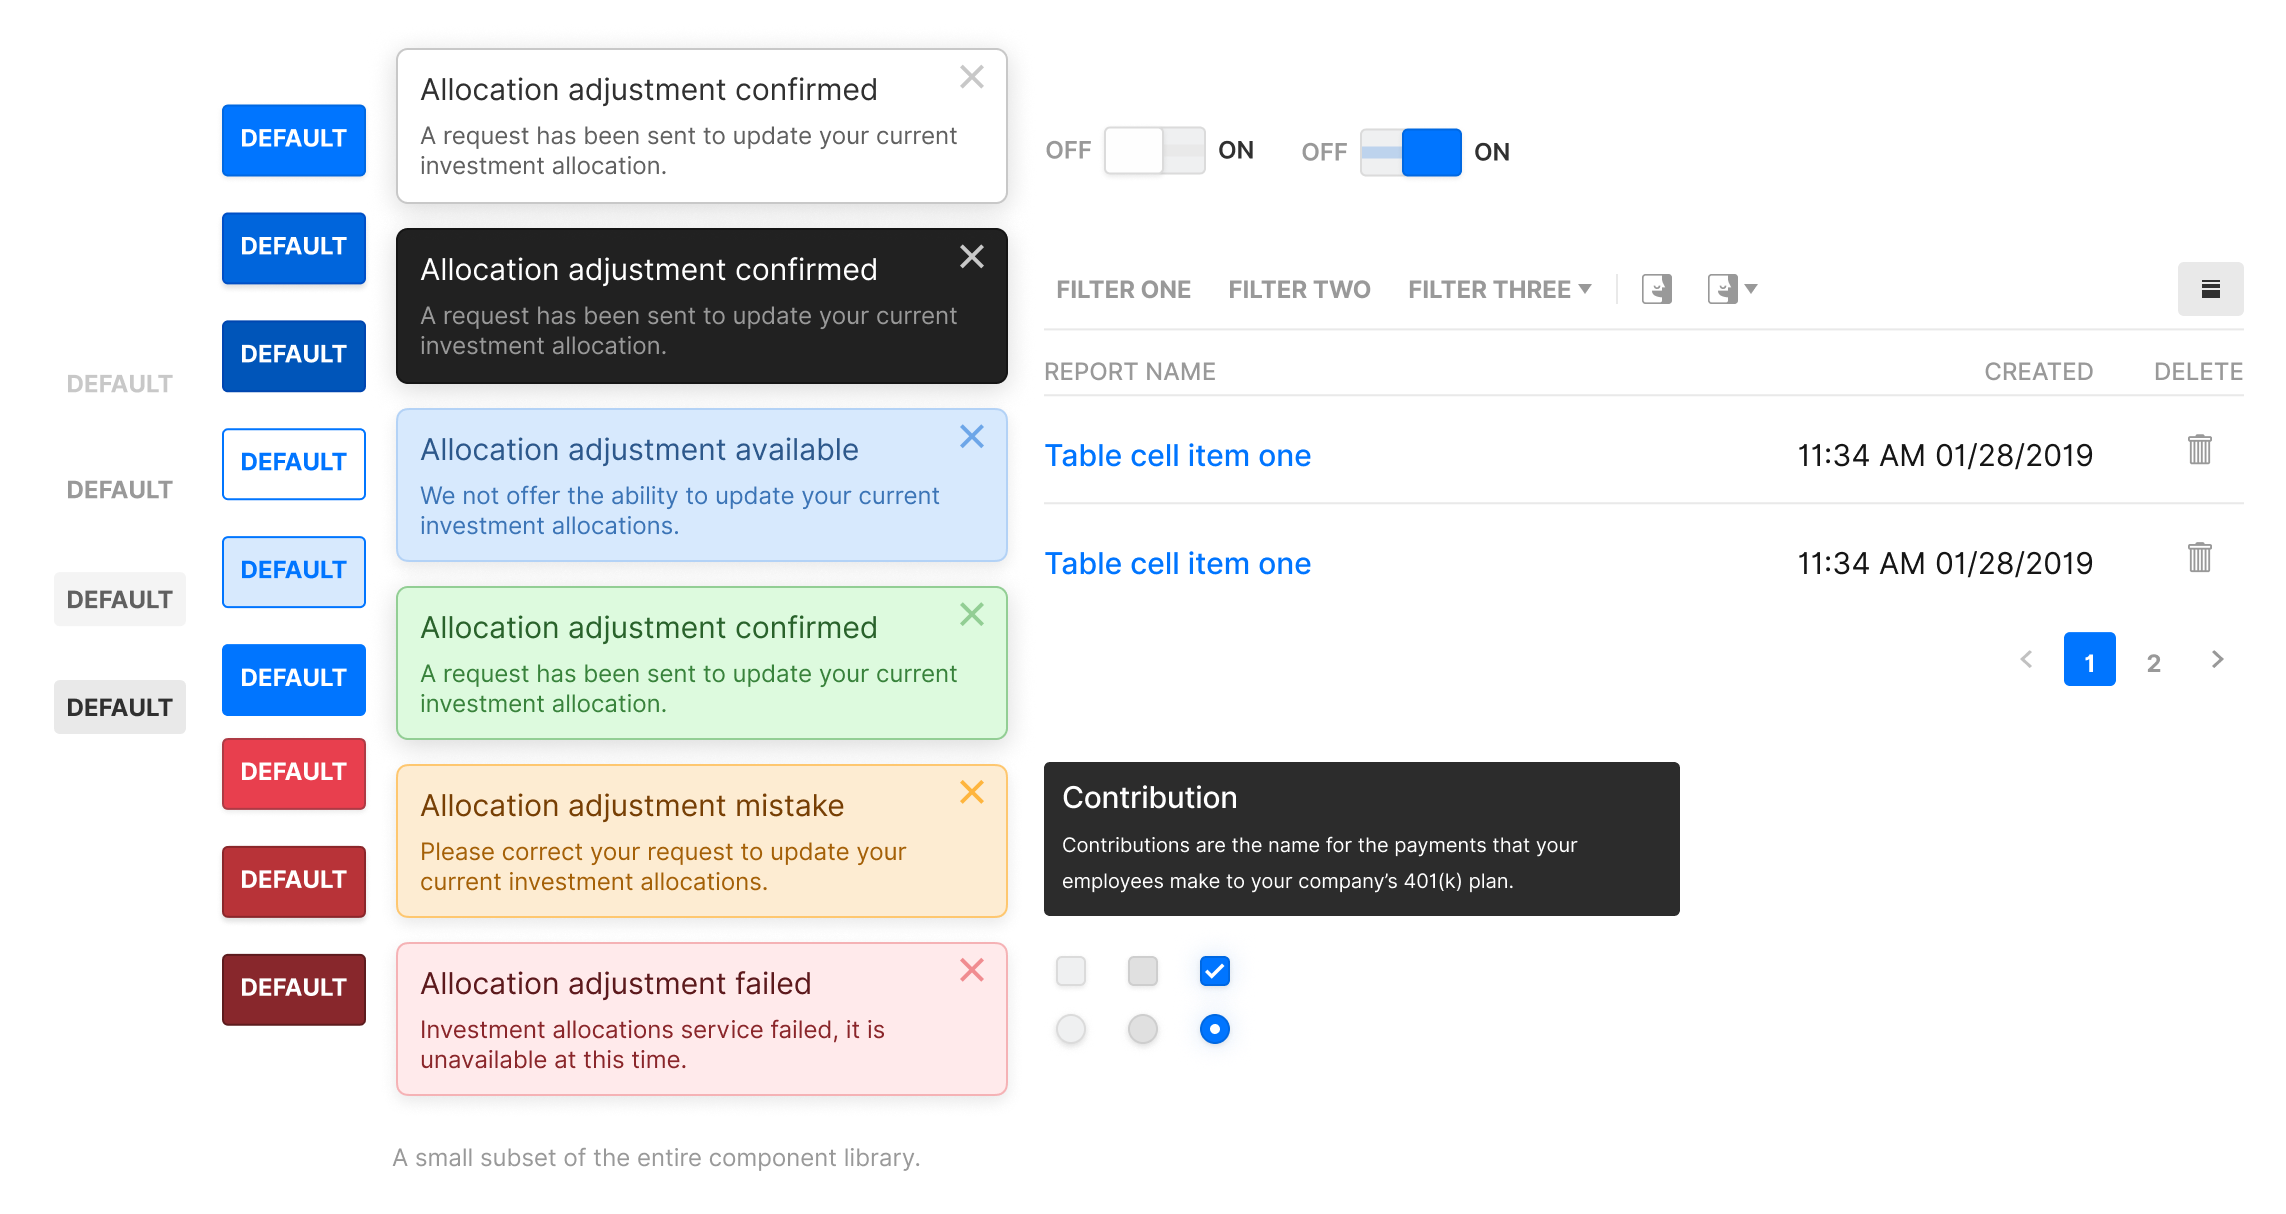 DEFAULT
DEFAULT
DEFAULT
DEFAULT
DEFAULT
DEFAULT
DEFAULT
DEFAULT
DEFAULT
DEFAULT
DEFAULT
DEFAULT
DEFAULT
Allocation adjustment confirmed
A request has been sent to update your current
investment allocation.
Allocation adjustment confirmed
A request has been sent to update your current
investment allocation.
Allocation adjustment available
We not offer the ability to update your current
investment allocations.
Allocation adjustment confirmed
A request has been sent to update your current
investment allocation.
Allocation adjustment mistake
Please correct your request to update your
current investment allocations.
Allocation adjustment failed
Investment allocations service failed, it is
unavailable at this time.
OFF ON OFF ON
FILTER ONE FILTER TWO FILTER THREE
REPORT NAME CREATED DELETE
Table cell item one 11:34 AM 01/28/2019
Table cell item one 11:34 AM 01/28/2019
1 2
Contribution
Contributions are the name for the payments that your
employees make to your company’s 401(k) plan.
A small subset of the entire component library.